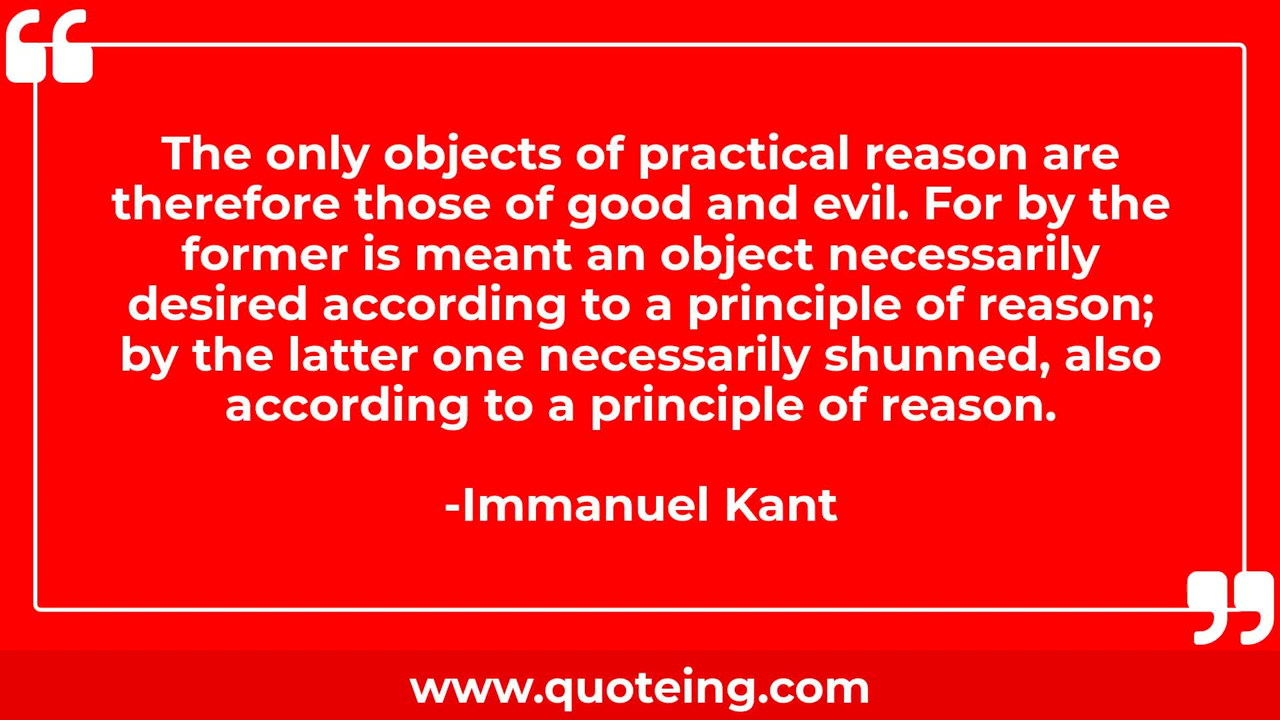 The only objects of practical reason are
therefore those of good and evil. For by the
former is meant an object necessarily
desired according to a principle of reason;
by the latter one necessarily shunned, also
according to a principle of reason.
-Immanuel Kant
www.quoteing.com